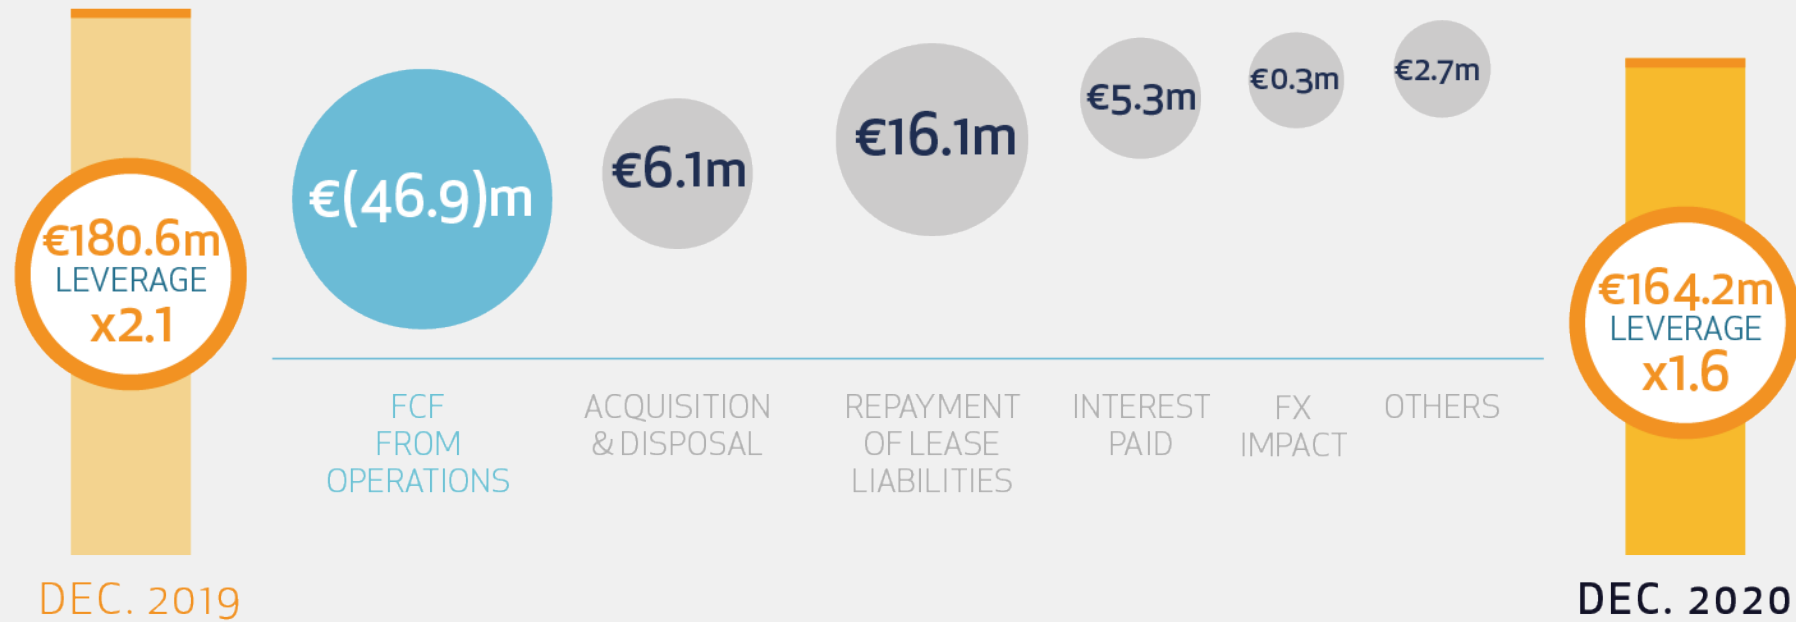 €180.6m
LEVERAGE
x2.1
€(46.9)m
€6.1m
€16.1m
€5.3m
€0.3m
€2.7m
€164.2m
LEVERAGE
x1.6
FCF
FROM
OPERATIONS
ACQUISITION
& DISPOSAL
REPAYMENT
OF LEASE
LIABILITIES
INTEREST
PAID
FX
IMPACT
OTHERS
DEC. 2019
DEC. 2020